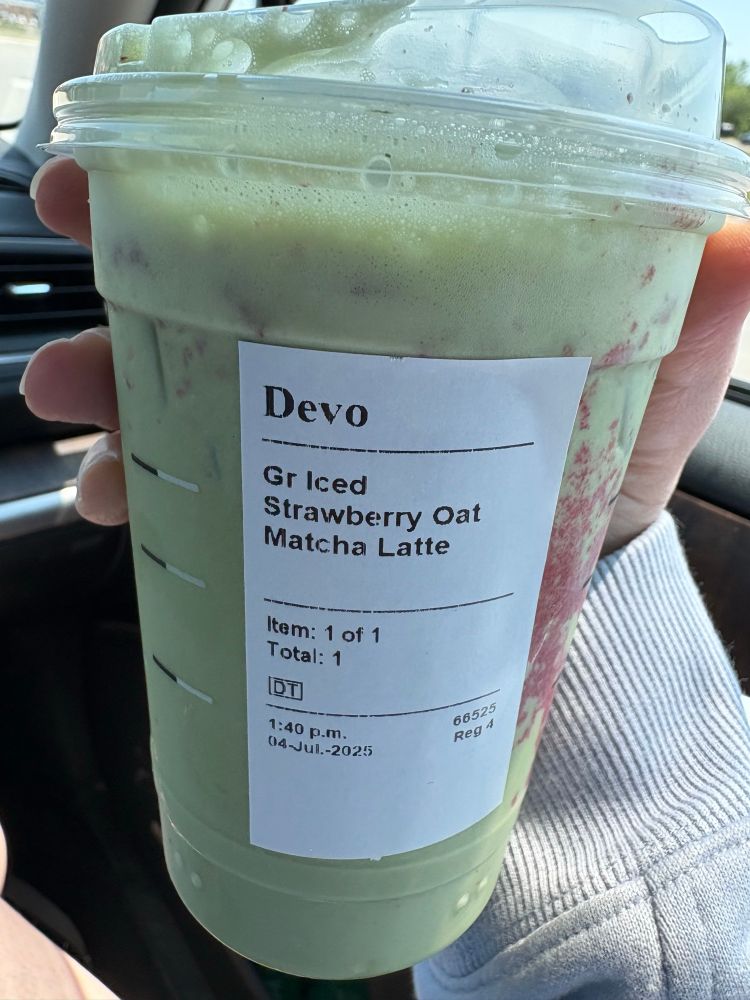 Devo
Gr Iced
Strawberry Oat
Matcha Latte
Item: 1 of 1
Total: 1
DT
1:40 p.m. 66525
04-Jul.-2025 Reg 4